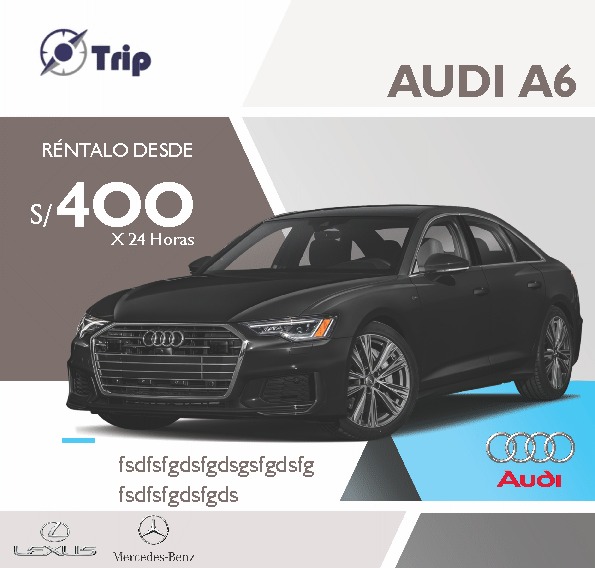 Trip
AUDI A6
RÉNTALO DESDE
S/400
X 24 Horas
fsdfsfgdsfgdsgsfgdsfg
fsdfsfgdsfgds
Audi
LEXUS
Mercedes-Benz